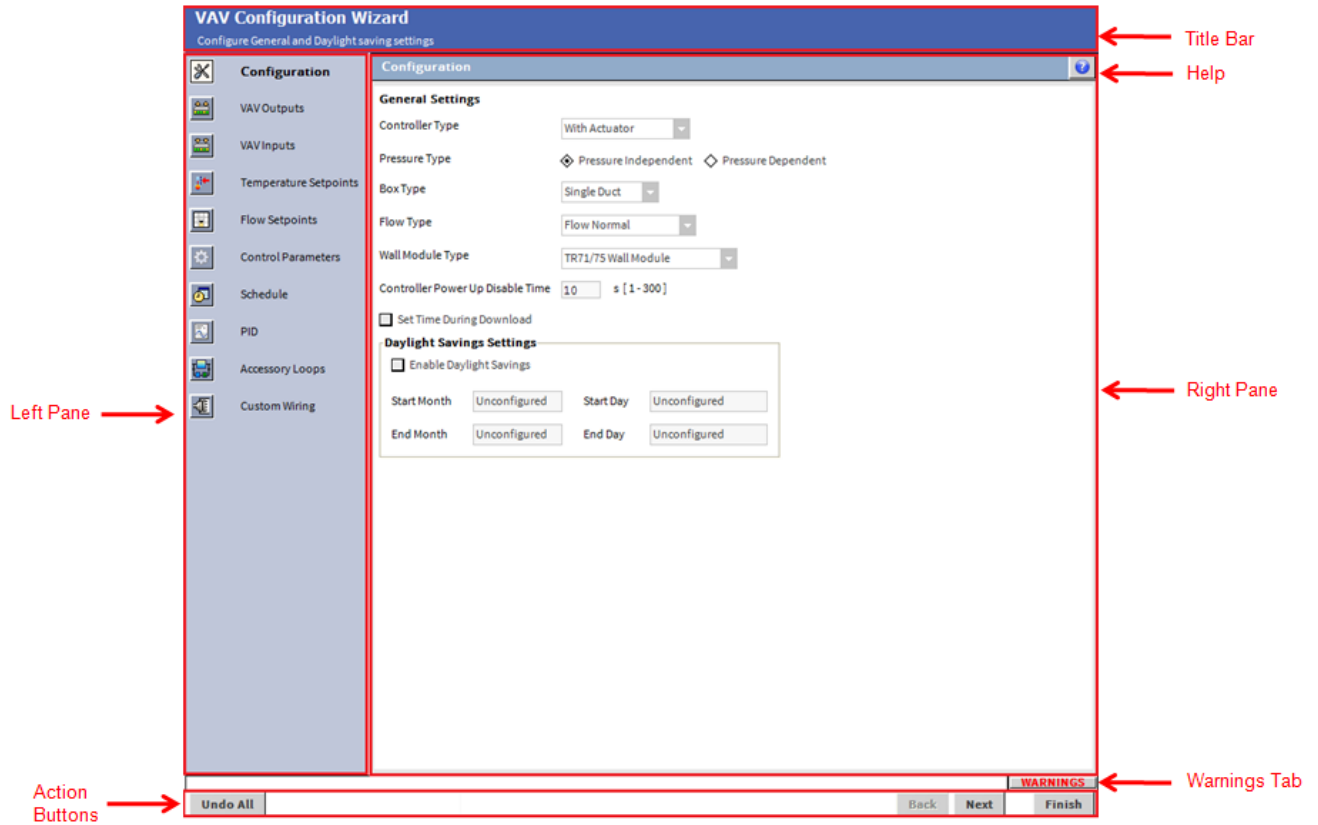 VAV Configuration Wizard
Configure General and Daylight saving settings
Title Bar
Configuration
VAV Outputs
VAV Inputs
Temperature Setpoints
Flow Setpoints
Control Parameters
Schedule
PID
Accessory Loops
Custom Wiring
Left Pane
Configuration
?
Help
General Settings
Controller Type With Actuator
Pressure Type Pressure Independent Pressure Dependent
Box Type Single Duct
Flow Type Flow Normal
Wall Module Type TR71/75 Wall Module
Controller Power Up Disable Time 10 s [ 1 - 300 ]
Set Time During Download
Daylight Savings Settings
Enable Daylight Savings
Start Month Unconfigured Start Day Unconfigured
End Month Unconfigured End Day Unconfigured
Right Pane
WARNINGS
Warnings Tab
Action
Buttons
Undo All Back Next Finish